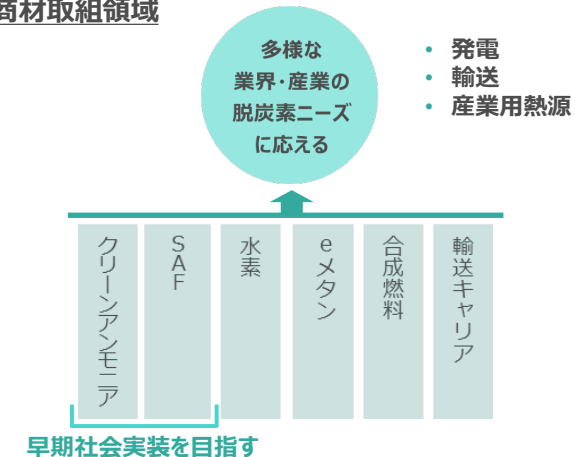 商材取組領域
多様な
業界・産業の
脱炭素ニーズ
に応える
• 発電
• 輸送
• 産業用熱源
クリーンアンモニア
SAF
水素
eメタン
合成燃料
輸送キャリア
早期社会実装を目指す